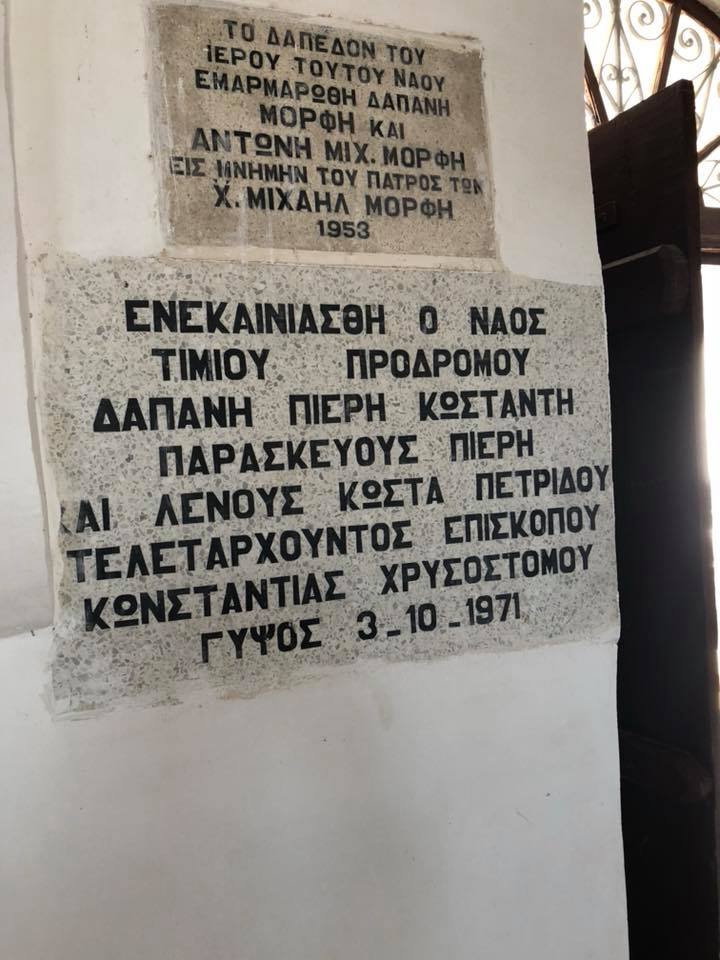 ΤΟ ΔΑΠΕΔΟΝ ΤΟΥ
ΙΕΡΟΥ ΤΟΥΤΟΥ ΝΑΟΥ
ΕΜΑΡΜΑΡΩΘΗ ΔΑΠΑΝΗ
ΜΟΡΦΗ ΚΑΙ
ΑΝΤΩΝΗ ΜΙΧ. ΜΟΡΦΗ
ΕΙΣ ΜΝΗΜΗΝ ΤΟΥ ΠΑΤΡΟΣ ΤΩΝ
Χ. ΜΙΧΑΗΛ ΜΟΡΦΗ
1953
ΕΝΕΚΑΙΝΙΑΣΘΗ Ο ΝΑΟΣ
ΤΙΜΙΟΥ ΠΡΟΔΡΟΜΟΥ
ΔΑΠΑΝΗ ΠΙΕΡΗ ΚΩΣΤΑΝΤΗ
ΠΑΡΑΣΚΕΥΟΥΣ ΠΙΕΡΗ
ΚΑΙ ΛΕΝΟΥΣ ΚΩΣΤΑ ΠΕΤΡΙΔΟΥ
ΤΕΛΕΤΑΡΧΟΥΝΤΟΣ ΕΠΙΣΚΟΠΟΥ
ΚΩΝΣΤΑΝΤΙΑΣ ΧΡΥΣΟΣΤΟΜΟΥ
ΓΥΨΟΣ 3-10-1971